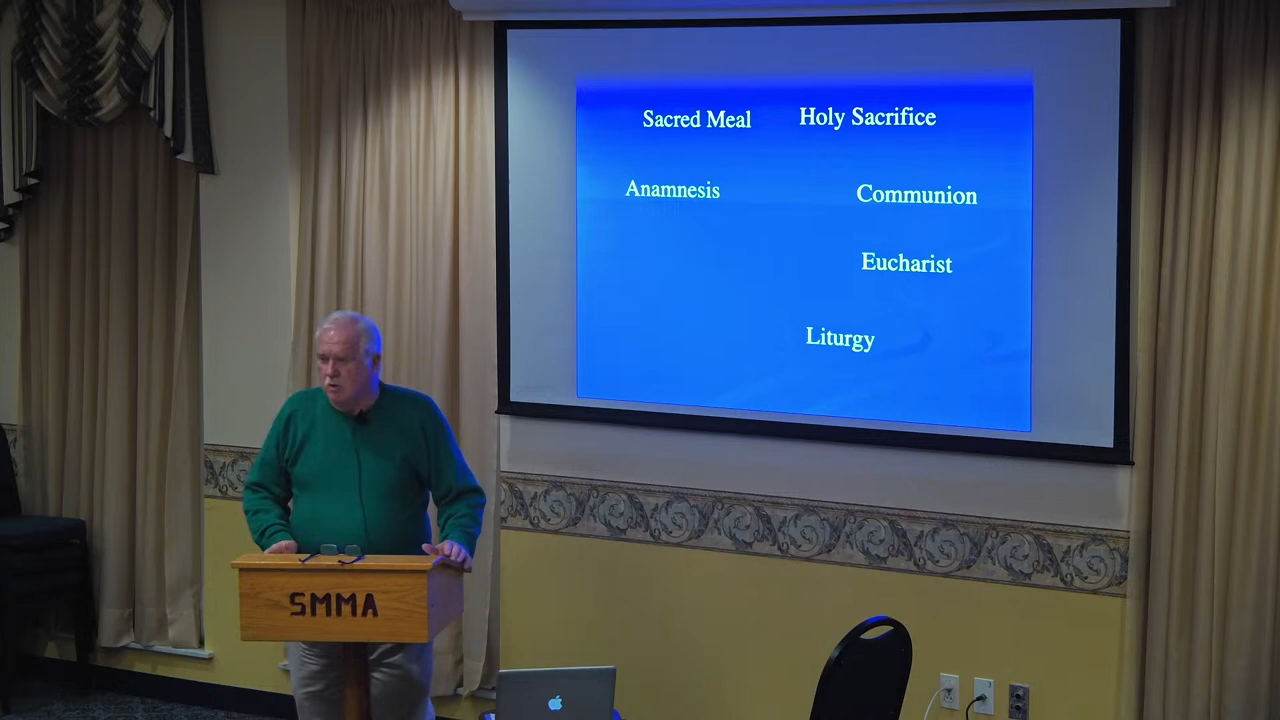 Sacred Meal Holy Sacrifice
Anamnesis Communion
Eucharist
Liturgy
SMMA